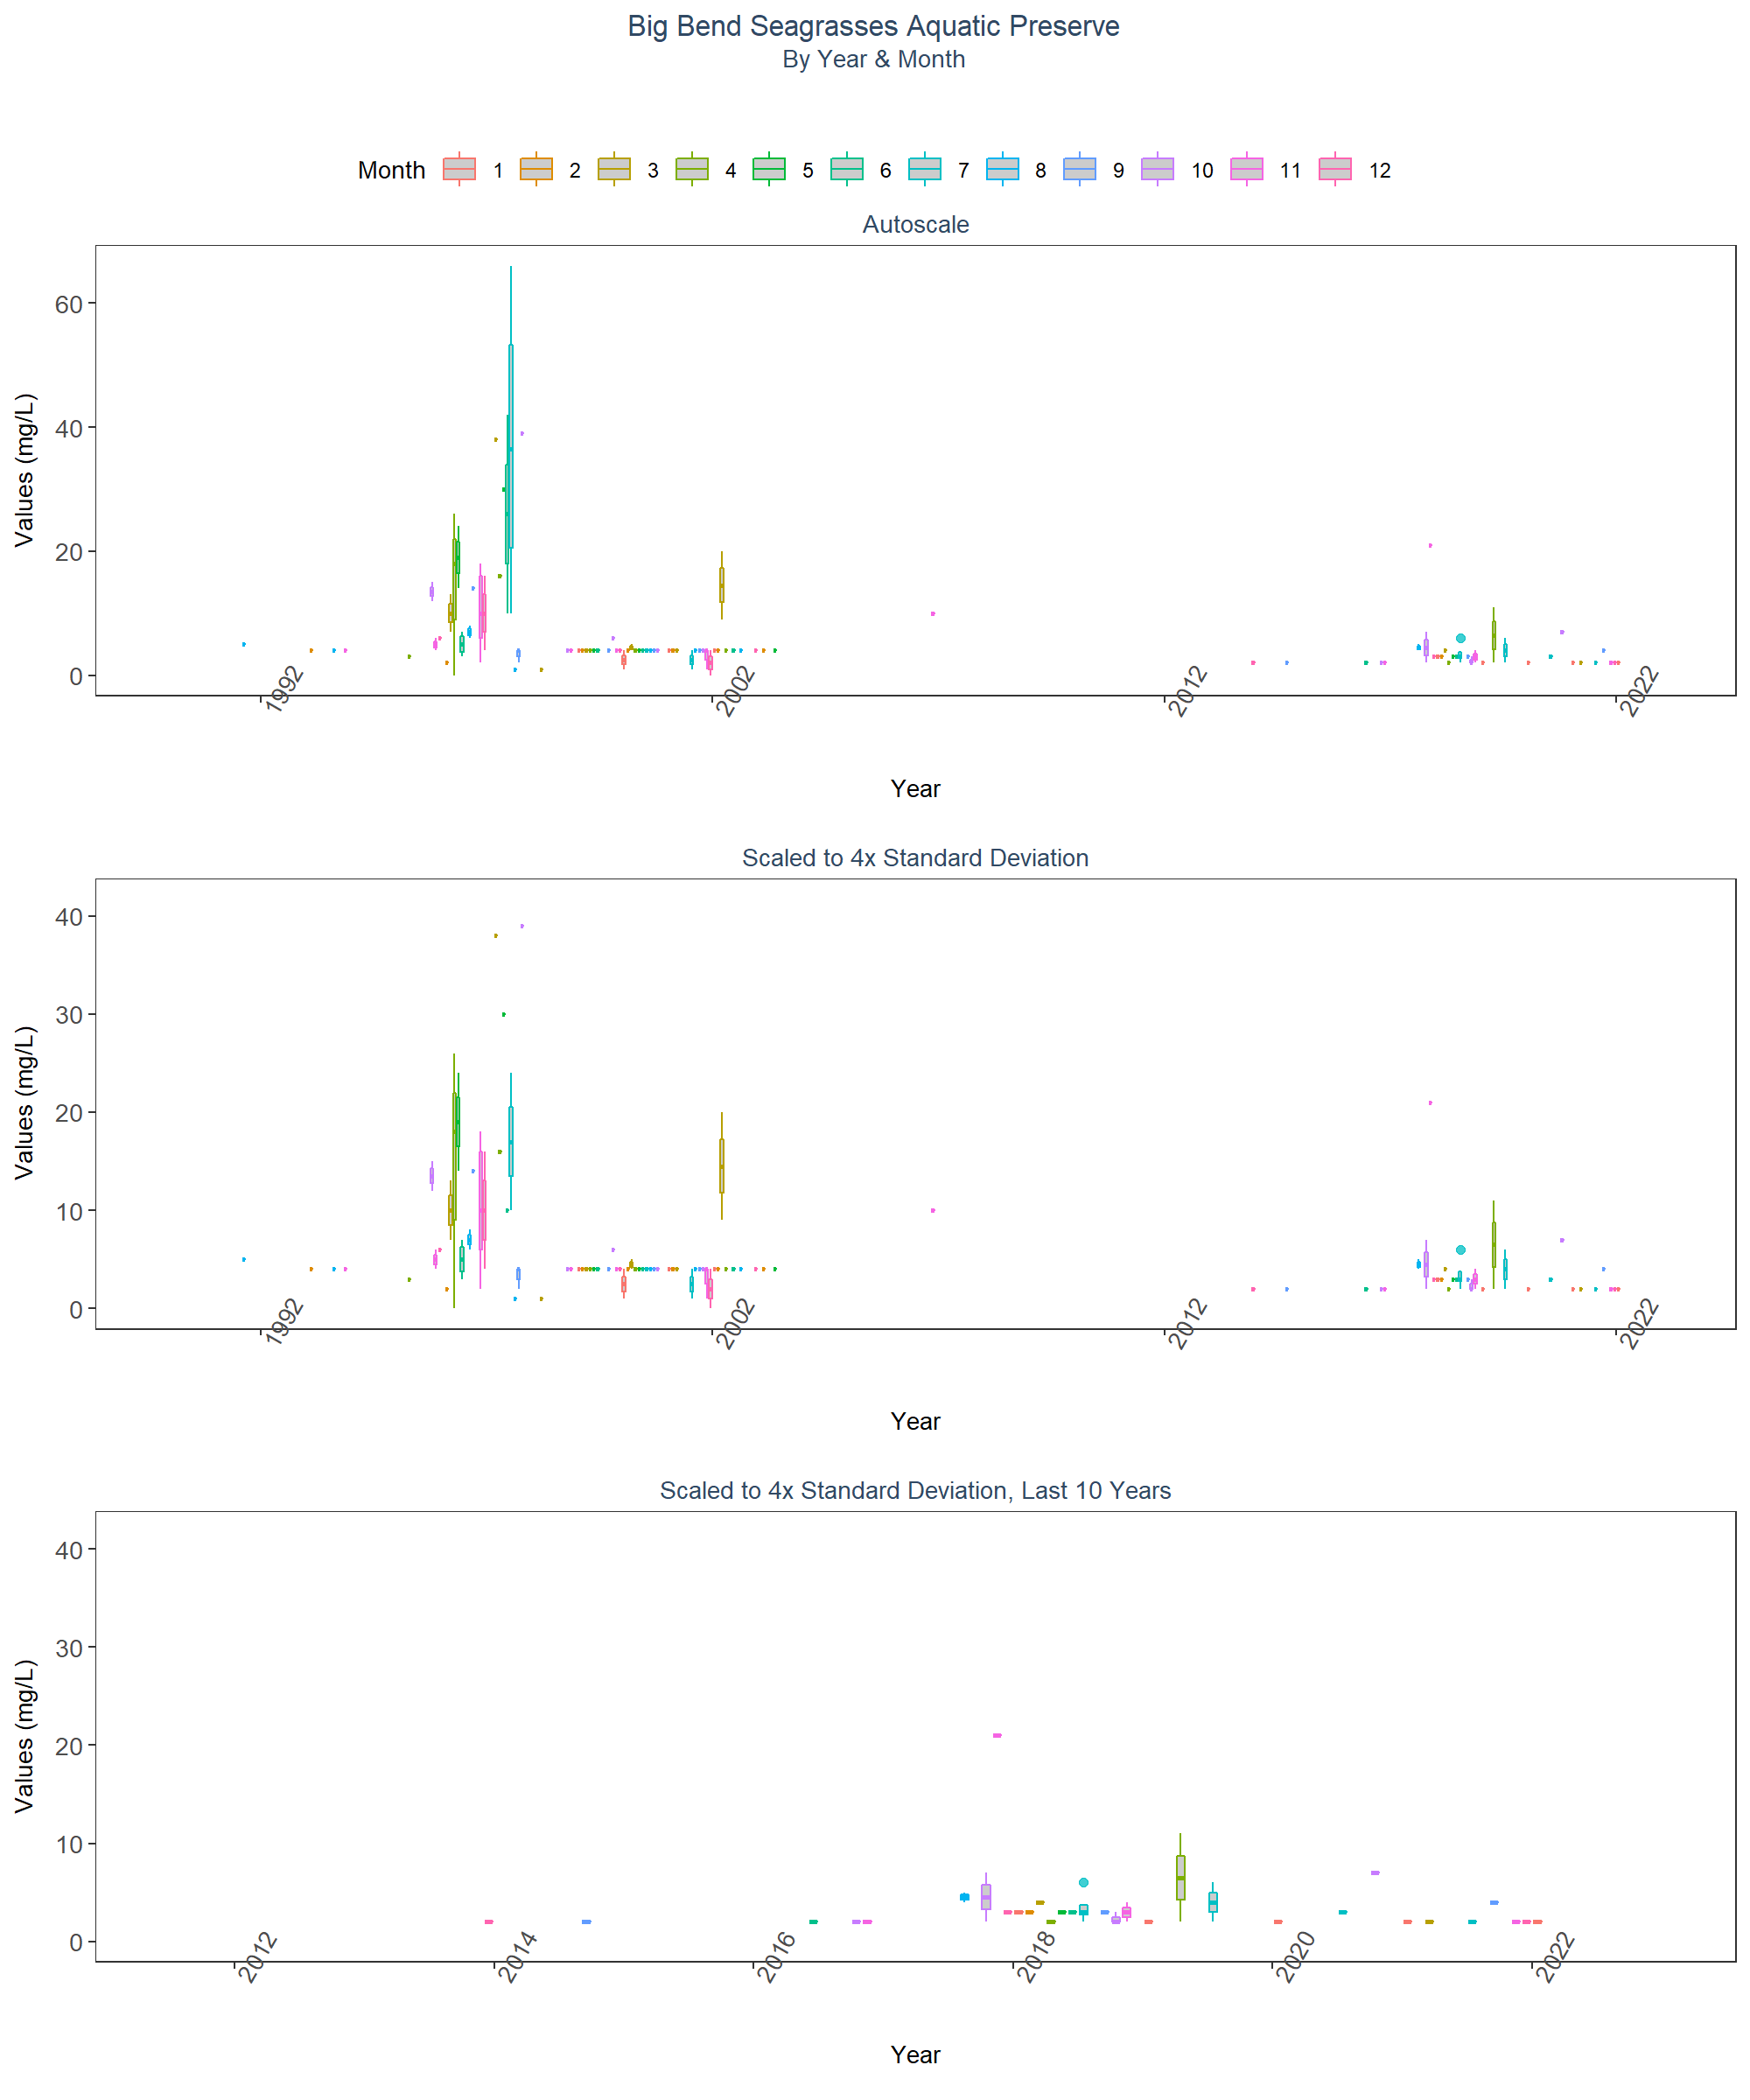 Big Bend Seagrasses Aquatic Preserve
By Year & Month
Month 1 2 3 4 5 6 7 8 9 10 11 12
Autoscale
Values (mg/L)
60
40
20
0
1992 2002 2012 2022
Year
Scaled to 4x Standard Deviation
Values (mg/L)
40
30
20
10
0
1992 2002 2012 2022
Year
Scaled to 4x Standard Deviation, Last 10 Years
Values (mg/L)
40
30
20
10
0
2012 2014 2016 2018 2020 2022
Year